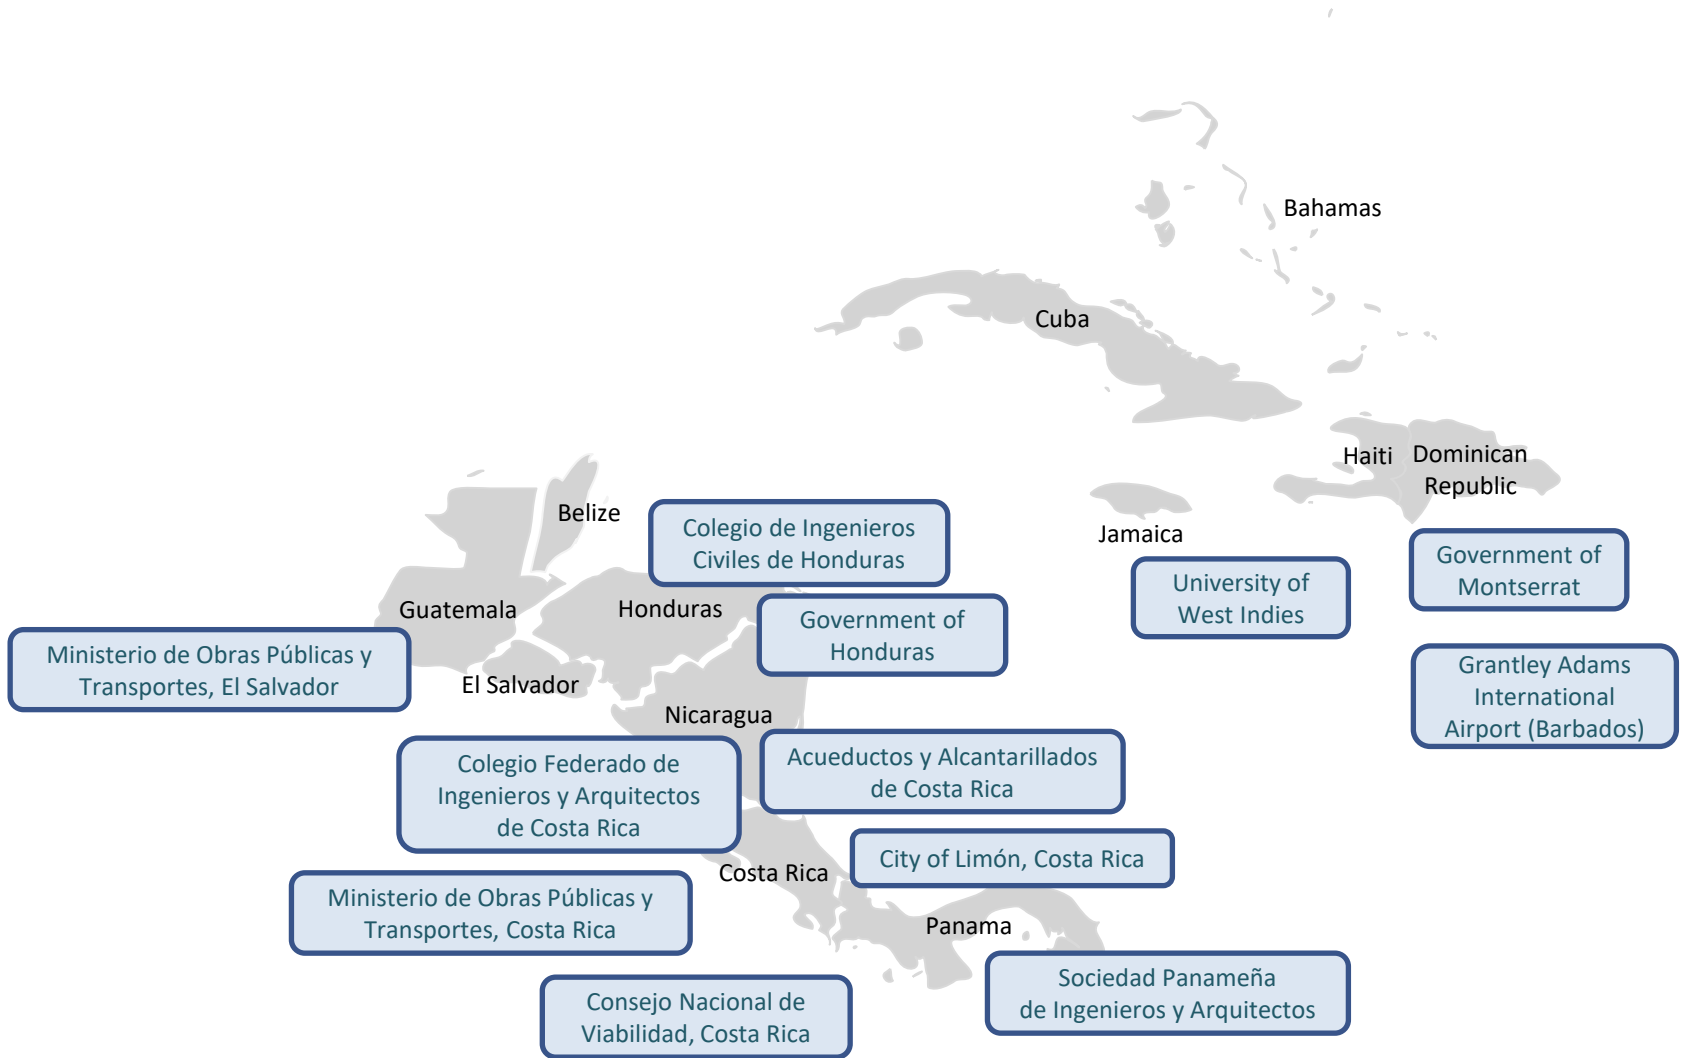 Bahamas
Cuba
Haiti
Dominican
Republic
Belize
Jamaica
Colegio de Ingenieros
Civiles de Honduras
Government of
Montserrat
University of
West Indies
Guatemala
Honduras
Government of
Honduras
Ministerio de Obras Públicas y
Transportes, El Salvador
El Salvador
Grantley Adams
International
Airport (Barbados)
Nicaragua
Colegio Federado de
Ingenieros y Arquitectos
de Costa Rica
Acueductos y Alcantarillados
de Costa Rica
City of Limón, Costa Rica
Costa Rica
Ministerio de Obras Públicas y
Transportes, Costa Rica
Panama
Sociedad Panameña
de Ingenieros y Arquitectos
Consejo Nacional de
Viabilidad, Costa Rica